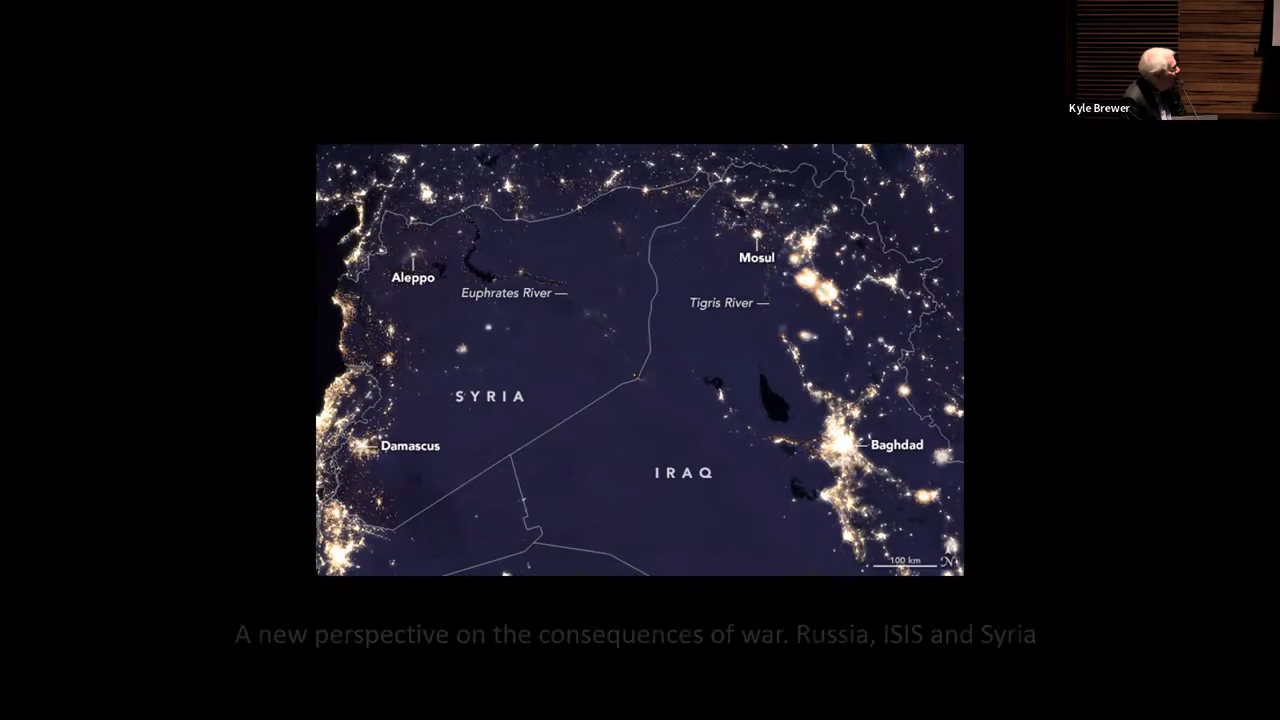 Kyle Brewer
Mosul
Aleppo
Euphrates River
Tigris River
SYRIA
Damascus
Baghdad
IRAQ
100 km
N
A new perspective on the consequences of war. Russia, ISIS and Syria